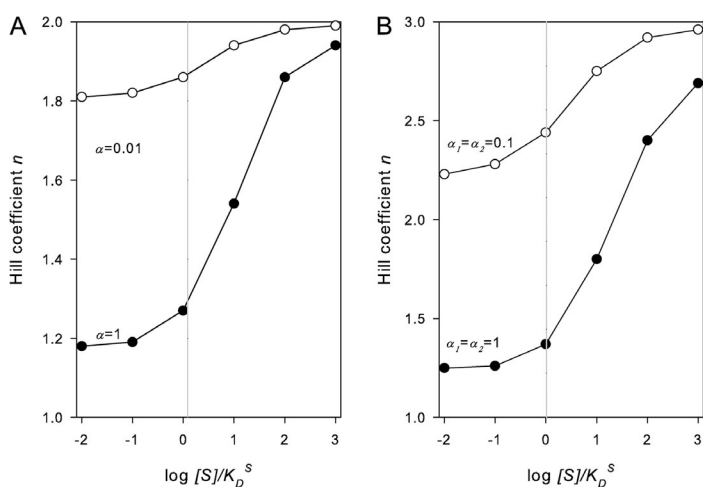 A
Hill coefficient n
2.0
1.8
1.6
1.4
1.2
1.0
α=0.01
α=1
-2 -1 0 1 2 3
log [S]/K_D^S
B
Hill coefficient n
3.0
2.5
2.0
1.5
1.0
α₁=α₂=0.1
α₁=α₂=1
-2 -1 0 1 2 3
log [S]/K_D^S